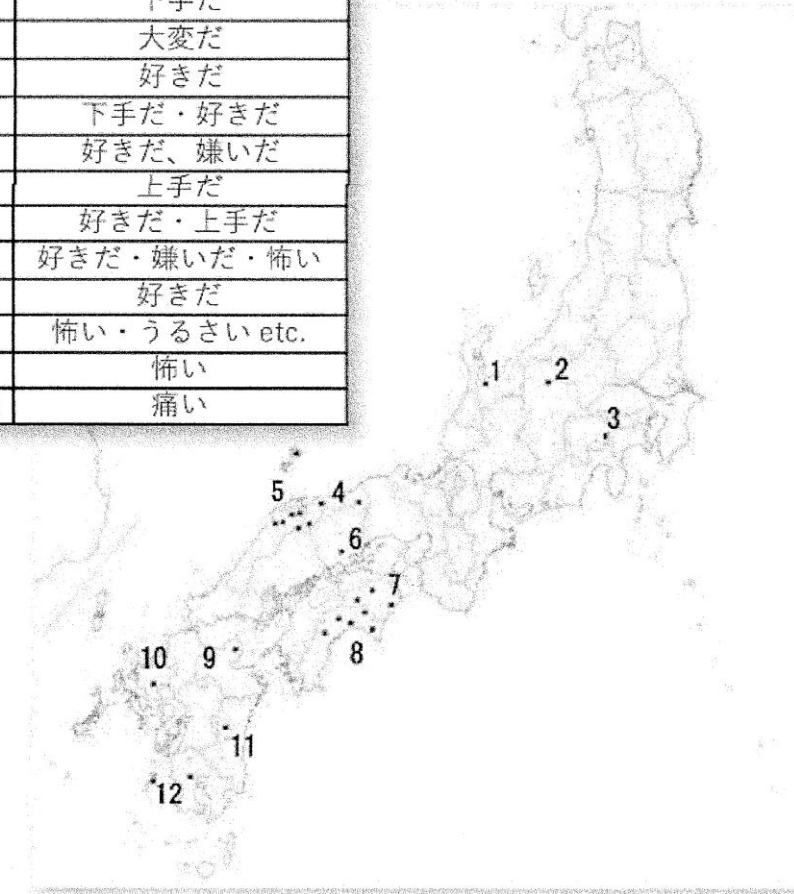 下手だ
大変だ
好きだ
下手だ・好きだ
好きだ、嫌いだ
上手だ
好きだ・上手だ
好きだ・嫌いだ・怖い
好きだ
怖い・うるさい etc.
怖い
痛い
1
2
3
5
4
6
7
8
10
9
11
12